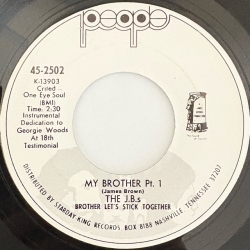 people
45-2502
K-13903
Crited -
One Eye Soul
(BMI)
Time: 2:30
Instrumental
Dedication to
Georgie Woods
At 18th
Testimonial
MY BROTHER Pt. 1
(James Brown)
THE J.B.s
BROTHER LET'S STICK TOGETHER
DISTRIBUTED BY STARDAY KING RECORDS BOX 8188 NASHVILLE, TENNESSEE 37207